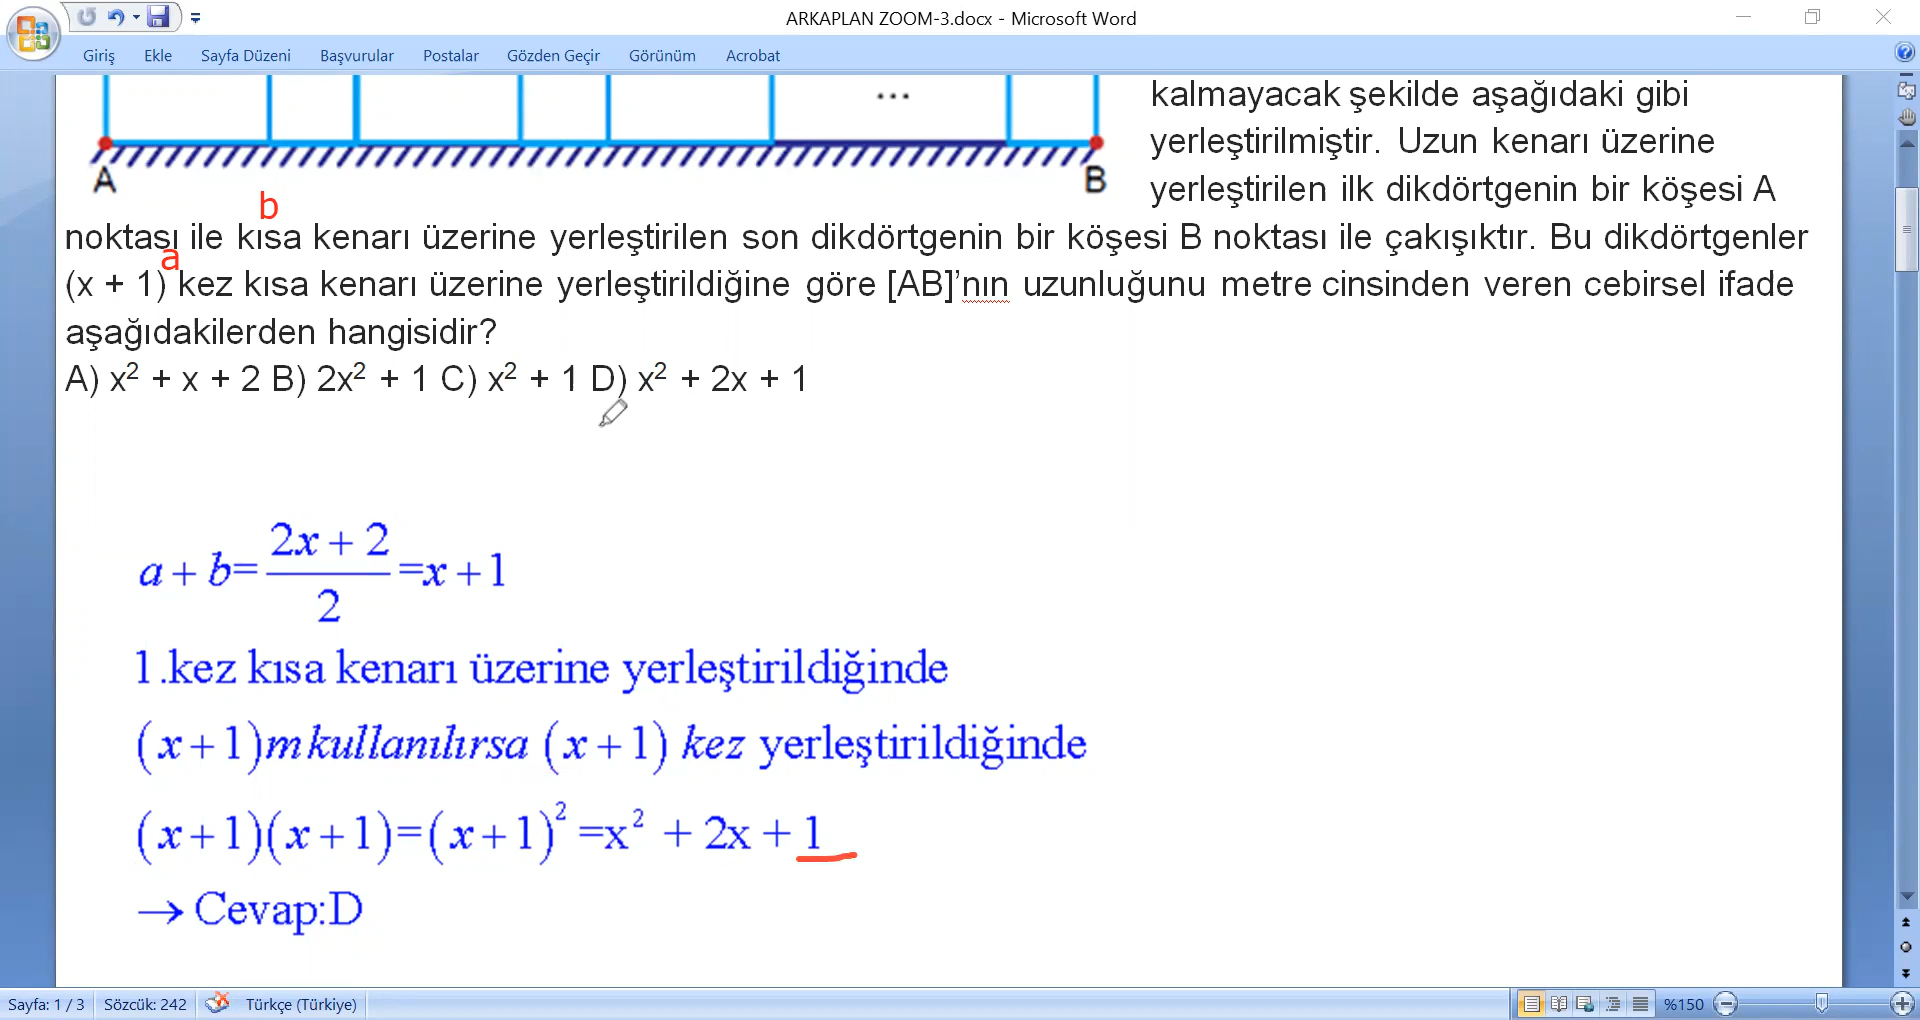 ARKAPLAN ZOOM-3.docx - Microsoft Word
Giriş Ekle Sayfa Düzeni Başvurular Postalar Gözden Geçir Görünüm Acrobat
...
A
B
kalmayacak şekilde aşağıdaki gibi
yerleştirilmiştir. Uzun kenarı üzerine
yerleştirilen ilk dikdörtgenin bir köşesi A
b
noktası ile kısa kenarı üzerine yerleştirilen son dikdörtgenin bir köşesi B noktası ile çakışıktır. Bu dikdörtgenler
a
(x + 1) kez kısa kenarı üzerine yerleştirildiğine göre [AB]’nın uzunluğunu metre cinsinden veren cebirsel ifade
aşağıdakilerden hangisidir?
A) x² + x + 2 B) 2x² + 1 C) x² + 1 D) x² + 2x + 1
a + b= (2x + 2)/2 =x + 1
1.kez kısa kenarı üzerine yerleştirildiğinde
(x+1)m kullanılırsa (x+1) kez yerleştirildiğinde
(x+1)(x+1)=(x+1)²=x² + 2x + 1
→ Cevap:D
Sayfa: 1 / 3 Sözcük: 242 Türkçe (Türkiye) %150